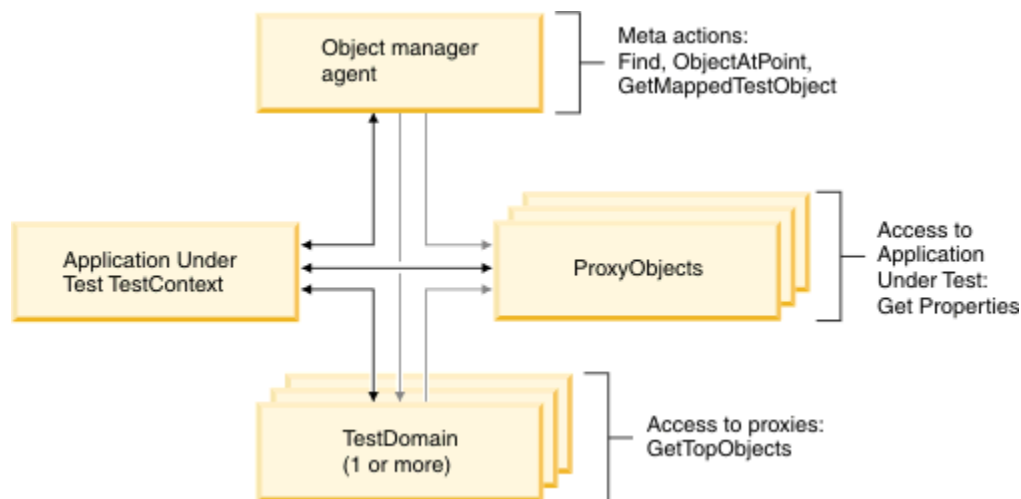 Object manager
agent
Meta actions:
Find, ObjectAtPoint,
GetMappedTestObject
Application Under
Test TestContext
ProxyObjects
Access to
Application
Under Test:
Get Properties
TestDomain
(1 or more)
Access to proxies:
GetTopObjects